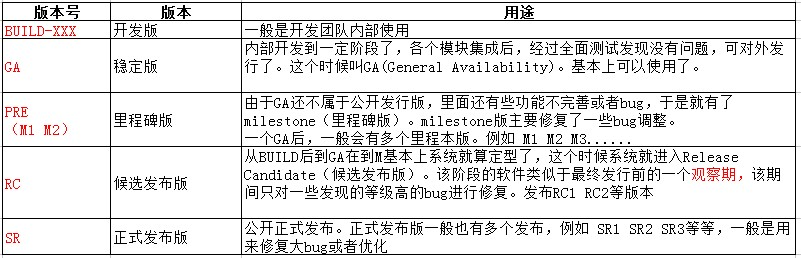 版本号 版本 用途
BUILD-XXX 开发版 一般是开发团队内部使用
GA 稳定版 内部开发到一定阶段了，各个模块集成后，经过全面测试发现没有问题，可对外发
行了。这个时候叫GA(General Availability)。基本上可以使用了。
PRE
（M1 M2） 里程碑版 由于GA还不属于公开发行版，里面还有些功能不完善或者bug，于是就有了
milestone（里程碑版）。milestone版主要修复了一些bug调整。
一个GA后，一般会有多个里程本版。例如 M1 M2 M3......
RC 候选发布版 从BUILD后到GA在到M基本上系统就算定型了，这个时候系统就进入Release
Candidate（候选发布版）。该阶段的软件类似于最终发行前的一个观察期，该期
间只对一些发现的等级高的bug进行修复。发布RC1 RC2等版本
SR 正式发布版 公开正式发布。正式发布版一般也有多个发布，例如 SR1 SR2 SR3等等，一般是用
来修复大bug或者优化